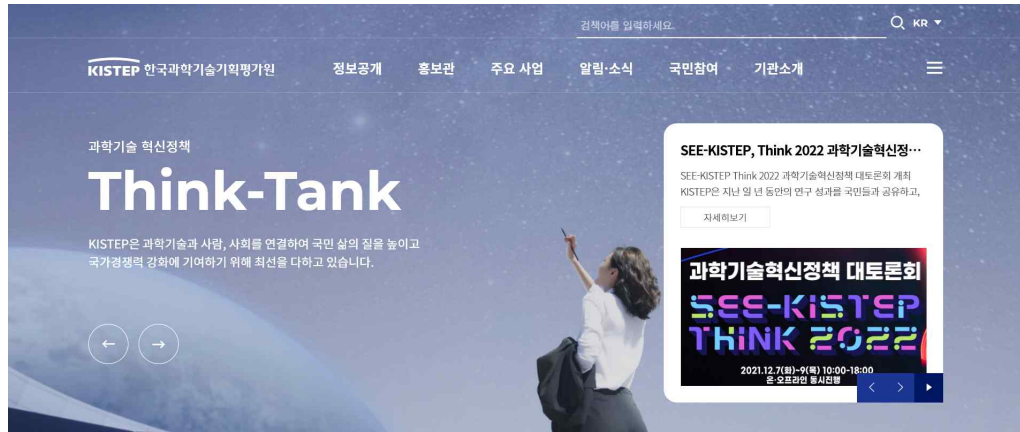 검색어를 입력하세요.
KR
KISTEP 한국과학기술기획평가원
정보공개 홍보관 주요 사업 알림·소식 국민참여 기관소개
과학기술 혁신정책
Think-Tank
KISTEP은 과학기술과 사람, 사회를 연결하여 국민 삶의 질을 높이고
국가경쟁력 강화에 기여하기 위해 최선을 다하고 있습니다.
SEE-KISTEP, Think 2022 과학기술혁신정…
SEE-KISTEP Think 2022 과학기술혁신정책 대토론회 개최
KISTEP은 지난 일 년 동안의 연구 성과를 국민들과 공유하고,
자세히보기
과학기술혁신정책 대토론회
SEE-KiSTEP
THiNK 2022
2021.12.7(화)~9(목) 10:00-18:00
온·오프라인 동시진행